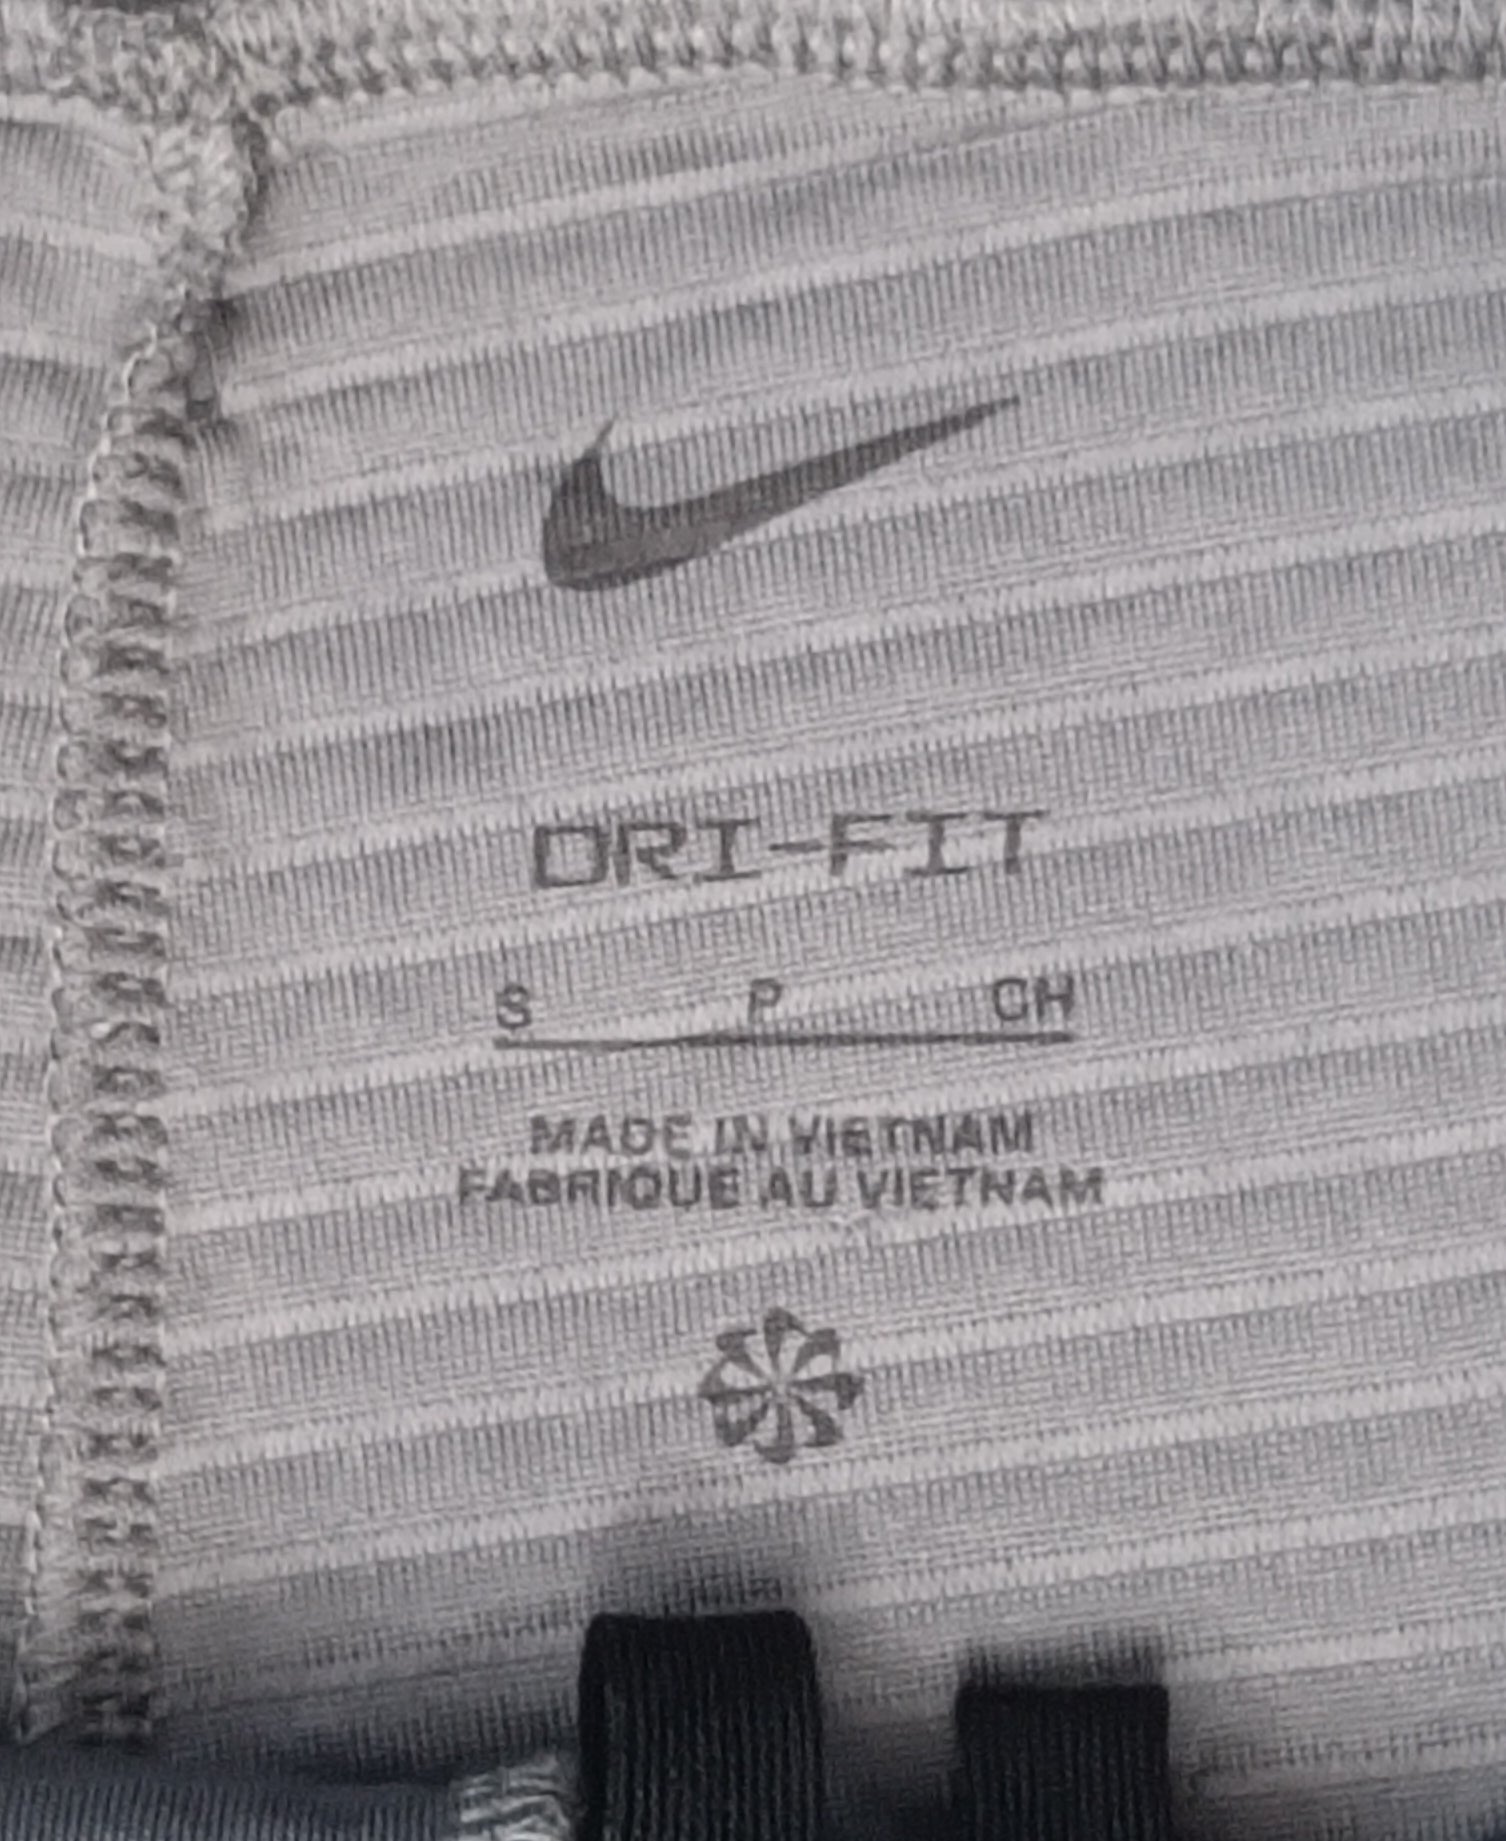 DRI-FIT
S P CH
MADE IN VIETNAM
FABRIQUE AU VIETNAM